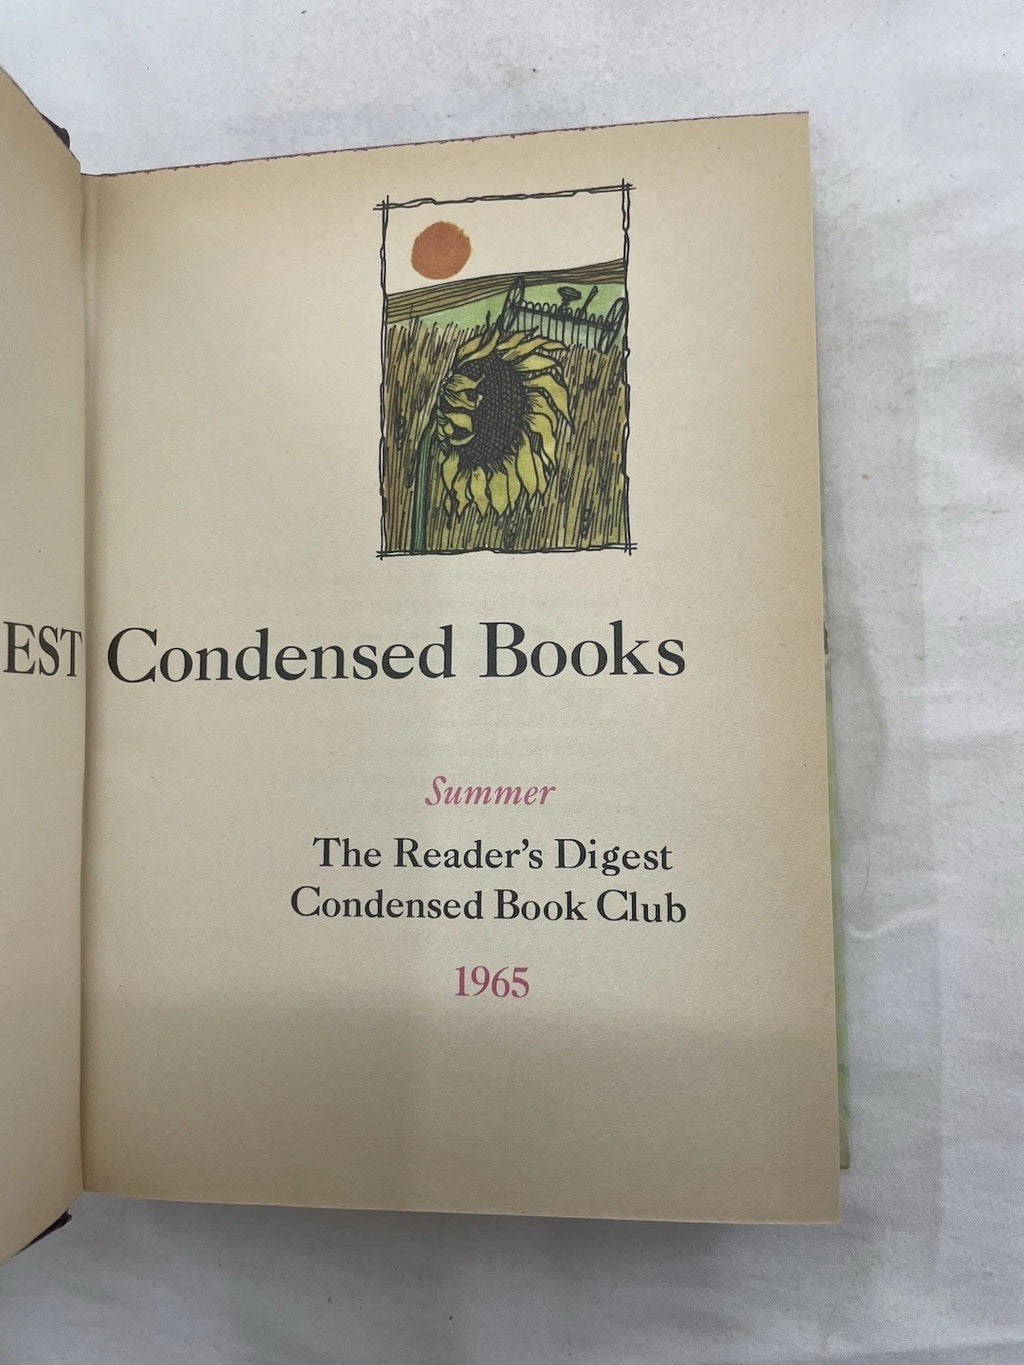 EST Condensed Books
Summer
The Reader's Digest
Condensed Book Club
1965